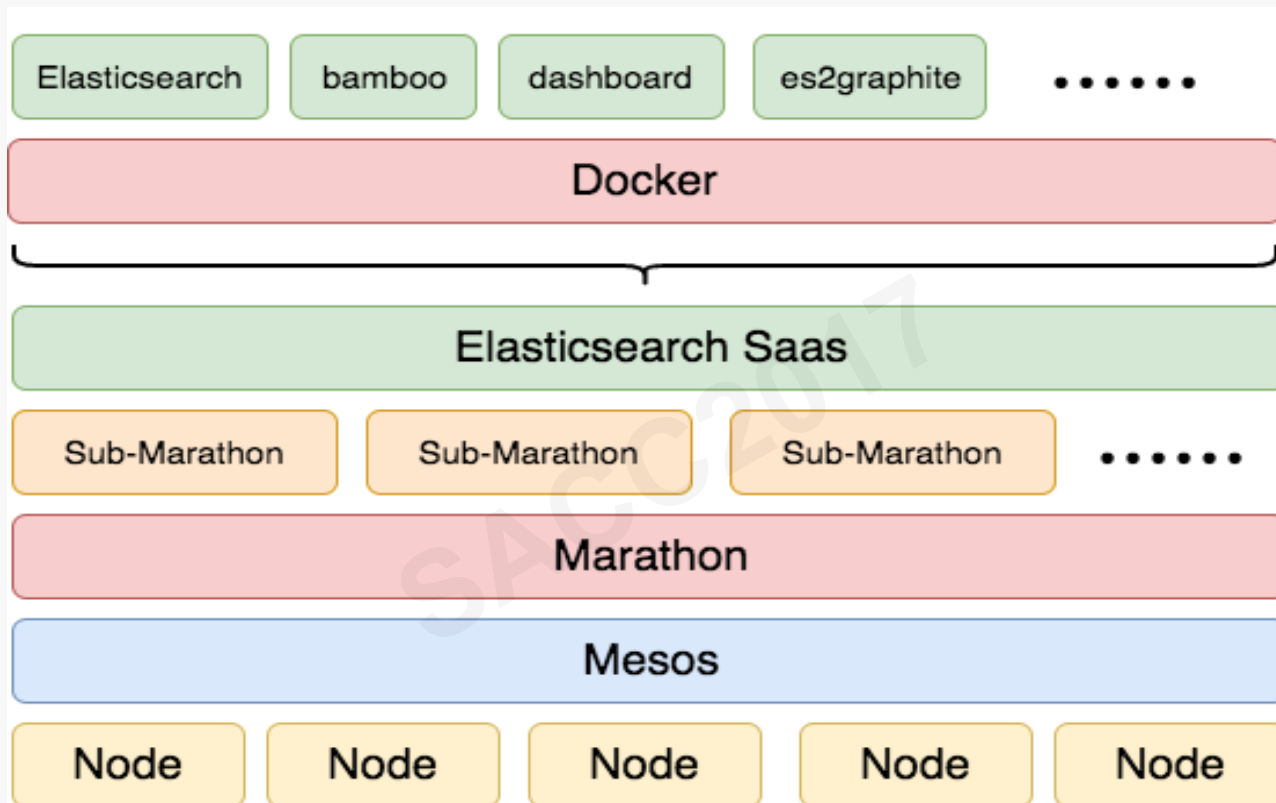 Elasticsearch bamboo dashboard es2graphite ······
Docker
Elasticsearch Saas
Sub-Marathon Sub-Marathon Sub-Marathon ······
Marathon
Mesos
Node Node Node Node Node
SACC2017